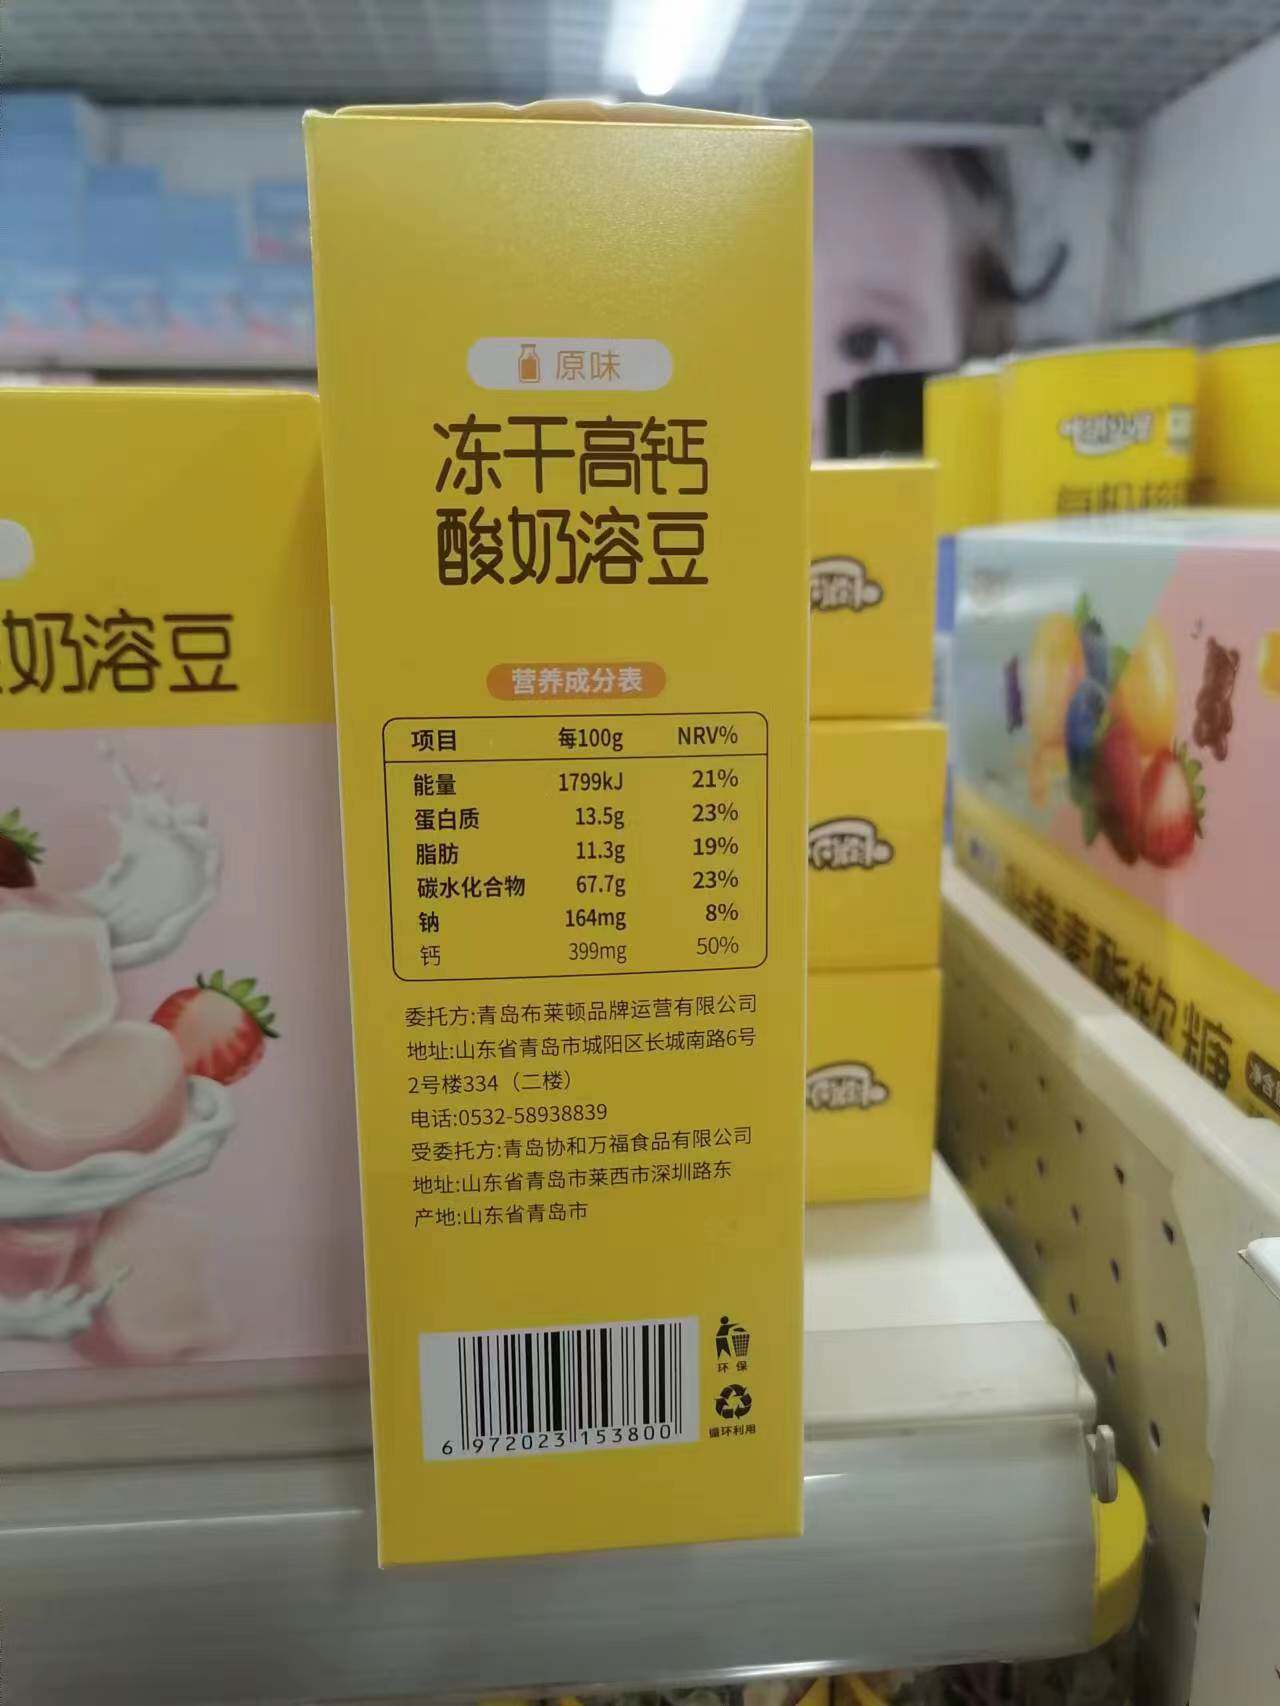 原味
冻干高钙
酸奶溶豆
营养成分表
项目 每100g NRV%
能量 1799kJ 21%
蛋白质 13.5g 23%
脂肪 11.3g 19%
碳水化合物 67.7g 23%
钠 164mg 8%
钙 399mg 50%
委托方:青岛布莱顿品牌运营有限公司
地址:山东省青岛市城阳区长城南路6号
2号楼334（二楼）
电话:0532-58938839
受委托方:青岛协和万福食品有限公司
地址:山东省青岛市莱西市深圳路东
产地:山东省青岛市
6 972023 153800
环保
循环利用
奶溶豆
软糖